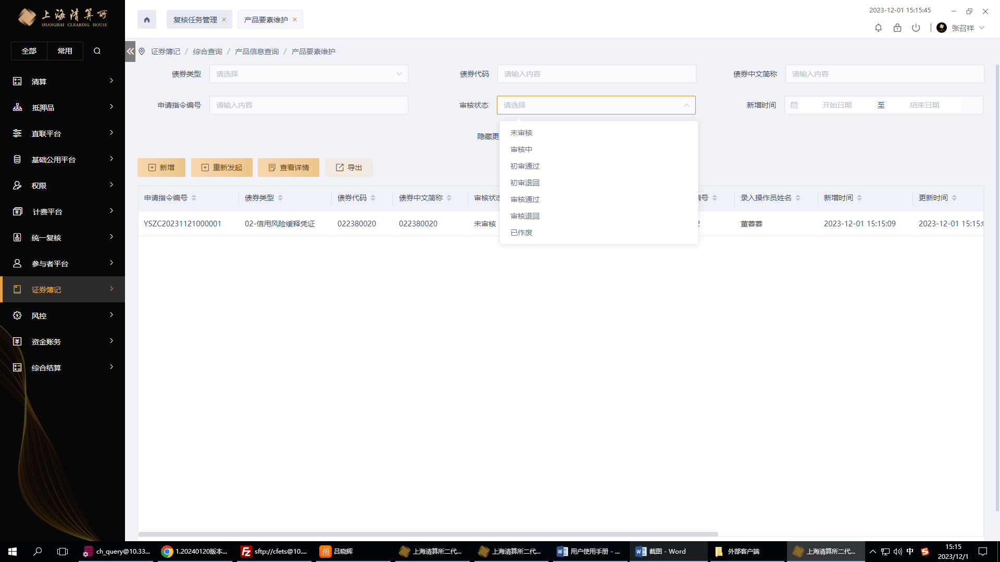 上海清算所
SHANGHAI CLEARING HOUSE
全部
常用
清算
抵押品
直联平台
基础公用平台
权限
计费平台
统一复核
参与者平台
证券簿记
风控
资金账务
综合结算
复核任务管理
产品要素维护
2023-12-01 15:15:45
张召祥
证券簿记 / 综合查询 / 产品信息查询 / 产品要素维护
债券类型 请选择
债券代码 请输入内容
债券中文简称 请输入内容
申请指令编号 请输入内容
审核状态 请选择
新增时间 开始日期 至 结束日期
隐藏更
未审核
审核中
初审通过
初审退回
审核通过
审核退回
已作废
新增
重新发起
查看详情
导出
申请指令编号 债券类型 债券代码 债券中文简称 审核状态 编号 录入操作员姓名 新增时间 更新时间
YSZC20231121000001 02-信用风险缓释凭证 022380020 022380020 未审核 2 董蓉蓉 2023-12-01 15:15:09 2023-12-01 15:15:0
ch_query@10.33...
1.20240120版本...
sftp://cfets@10....
吕晓辉
上海清算所二代...
上海清算所二代...
用户使用手册 - ...
截图 - Word
外部客户端
上海清算所二代...
中
15:15
2023/12/1